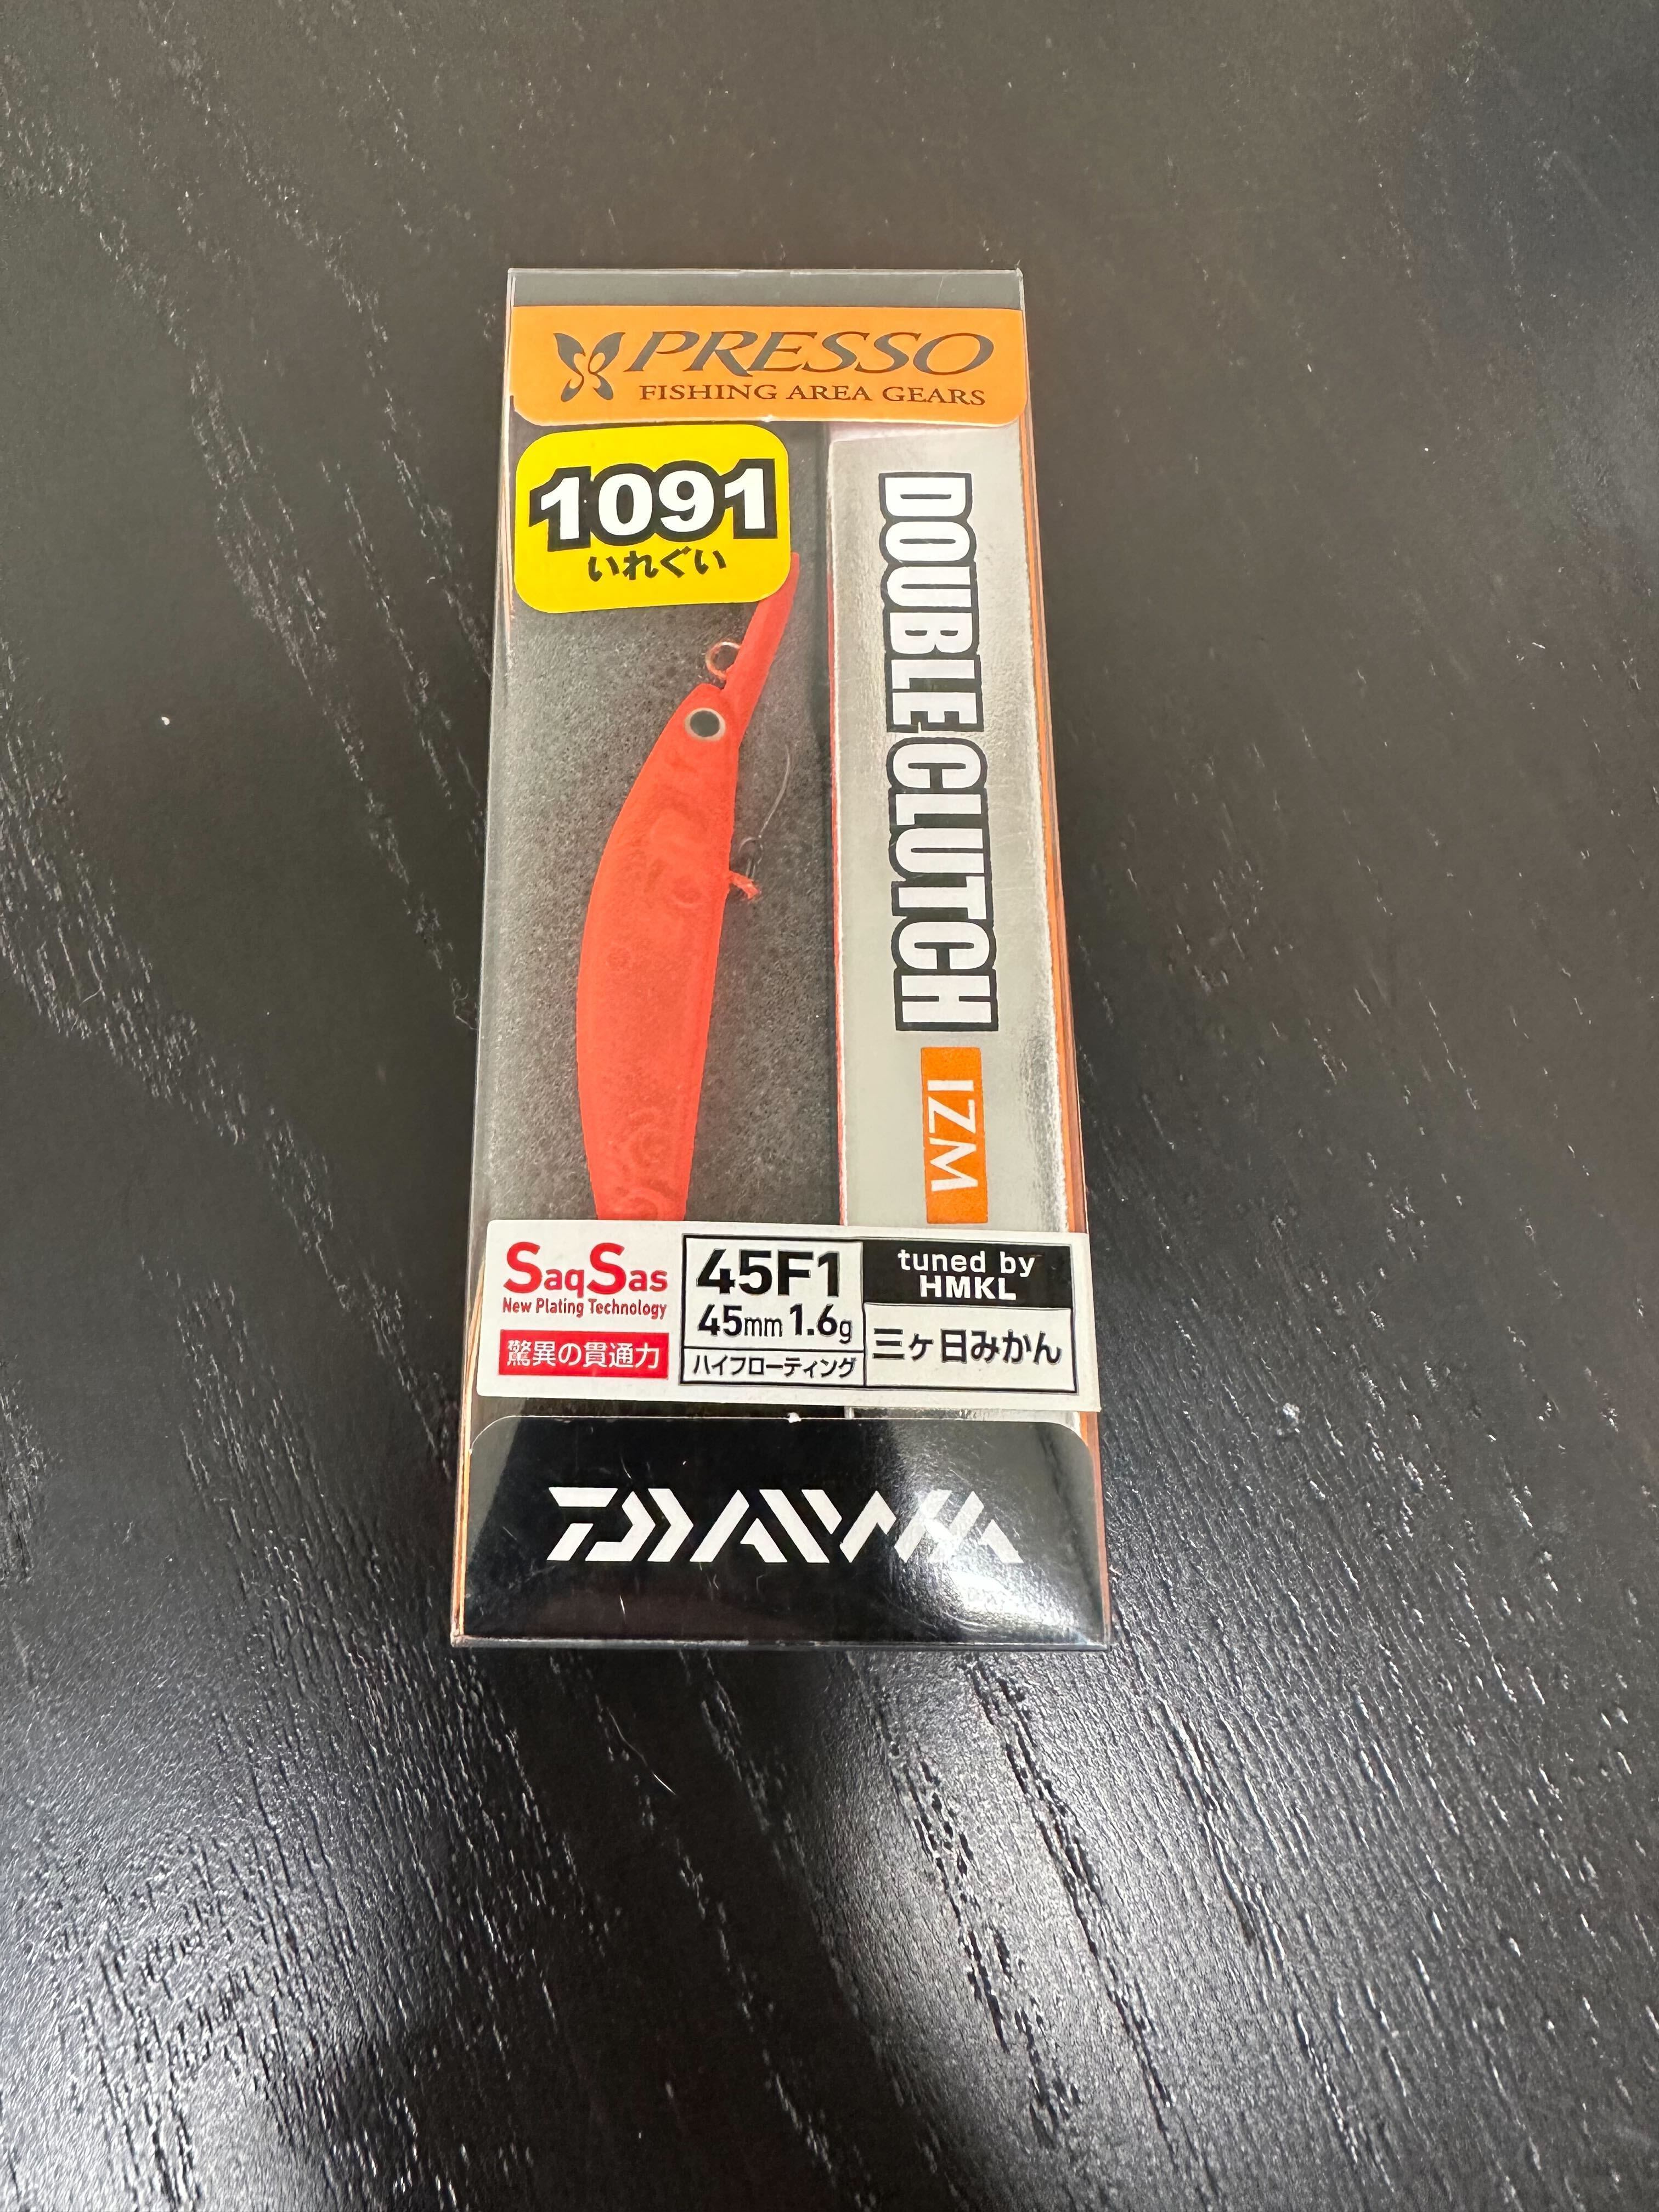 PRESSO
FISHING AREA GEARS
1091
いれぐい
DOUBLE CLUTCH
IZM
SaqSas
New Plating Technology
驚異の貫通力
45F1
45mm 1.6g
ハイフローティング
tuned by
HMKL
三ヶ日みかん
DAIWA